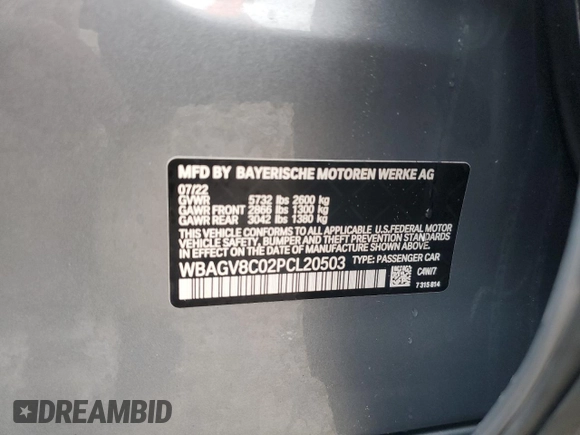 MFD BY BAYERISCHE MOTOREN WERKE AG
07/22
GVWR 5732 lbs 2600 kg
GAWR FRONT 2866 lbs 1300 kg
GAWR REAR 3042 lbs 1380 kg
THIS VEHICLE CONFORMS TO ALL APPLICABLE U.S.FEDERAL MOTOR
VEHICLE SAFETY,BUMPER,AND THEFT PREVENTION STANDARDS
IN EFFECT ON THE DATE OF MANUFACTURE SHOWN ABOVE.
WBAGV8C02PCL20503 TYPE: PASSENGER CAR
C4W/7
7 315 814
DREAMBID